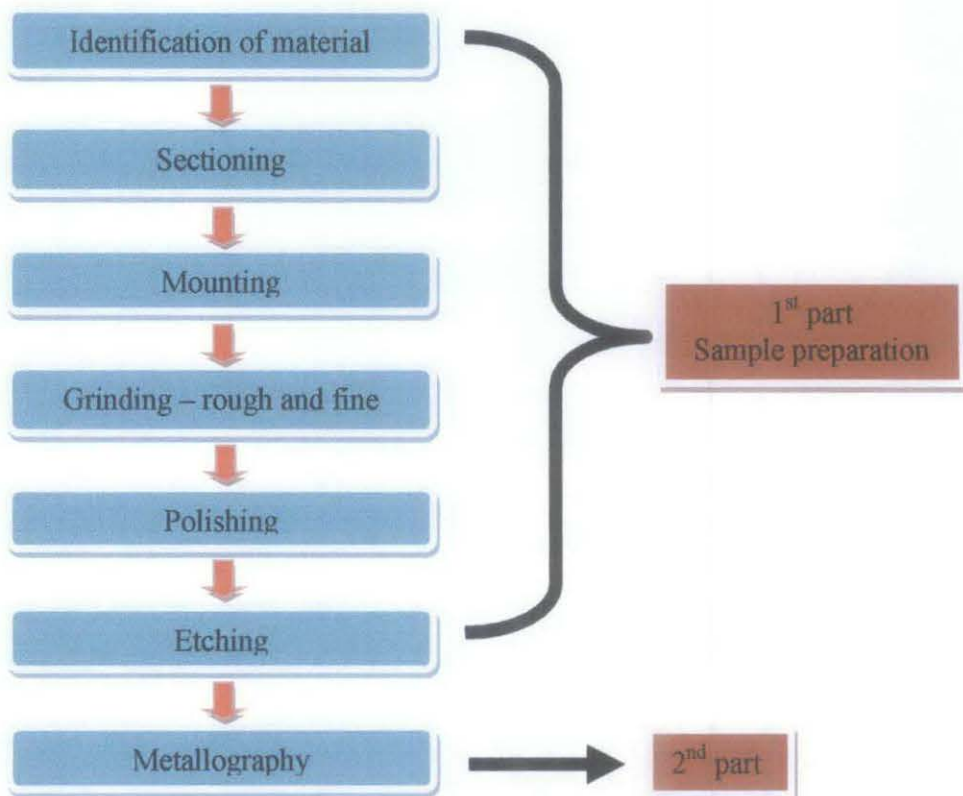 Identification of material
Sectioning
Mounting
Grinding – rough and fine
Polishing
Etching
Metallography
1st part
Sample preparation
2nd part